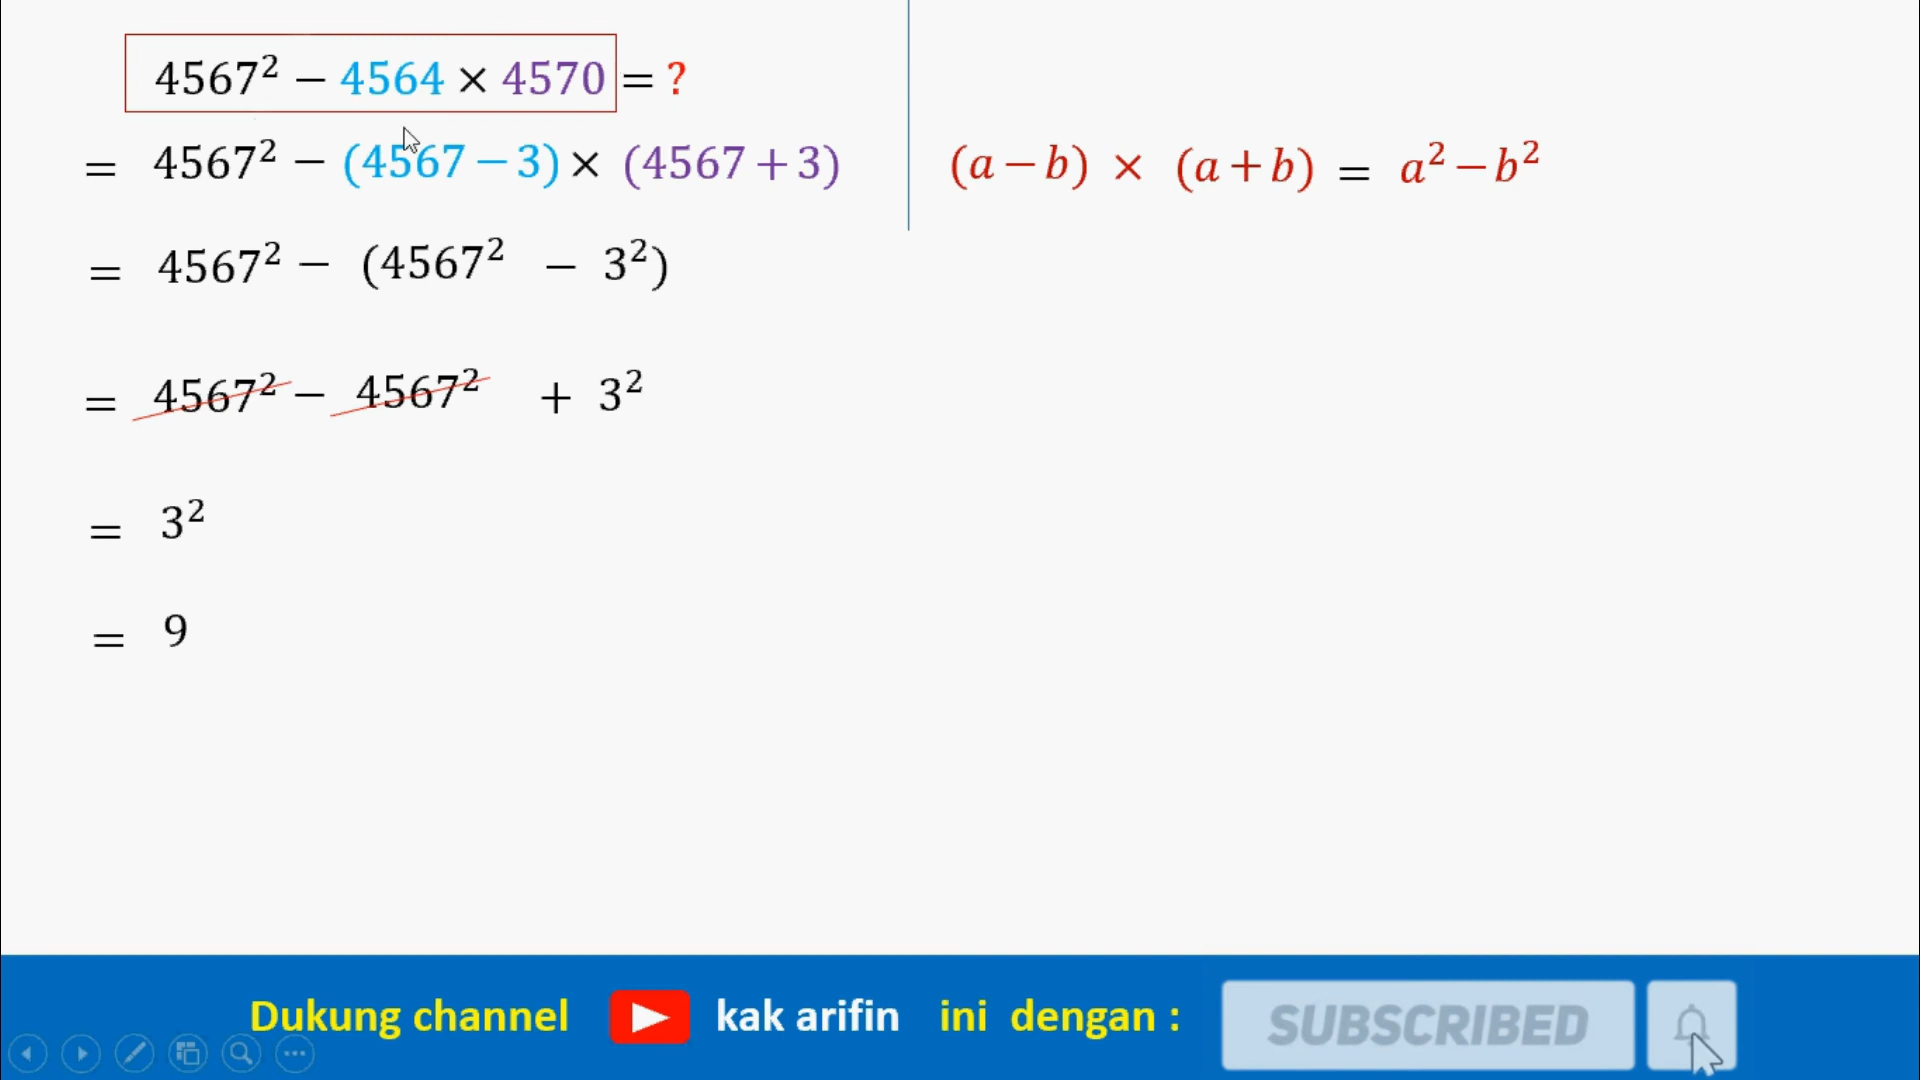 4567² − 4564 × 4570 = ?
= 4567² − (4567 − 3) × (4567 + 3)
(a − b) × (a + b) = a² − b²
= 4567² − (4567² − 3²)
= 4567² − 4567² + 3²
= 3²
= 9
Dukung channel kak arifin ini dengan :
SUBSCRIBED